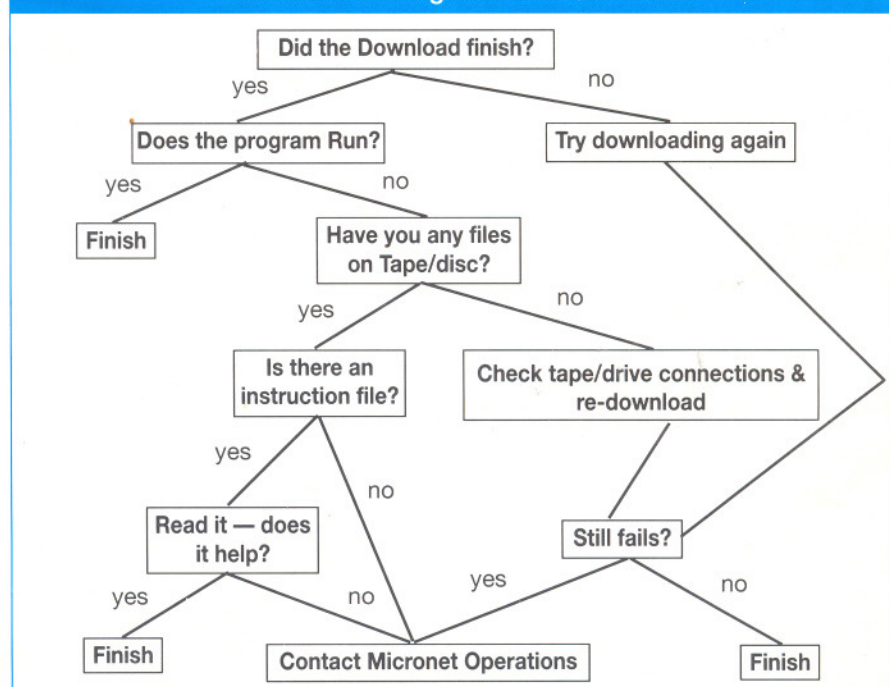 Did the Download finish?
yes
no
Does the program Run?
Try downloading again
yes
no
Finish
Have you any files
on Tape/disc?
yes
no
Is there an
instruction file?
Check tape/drive connections &
re-download
yes
no
Read it — does
it help?
Still fails?
yes
no
yes
no
Finish
Contact Micronet Operations
Finish